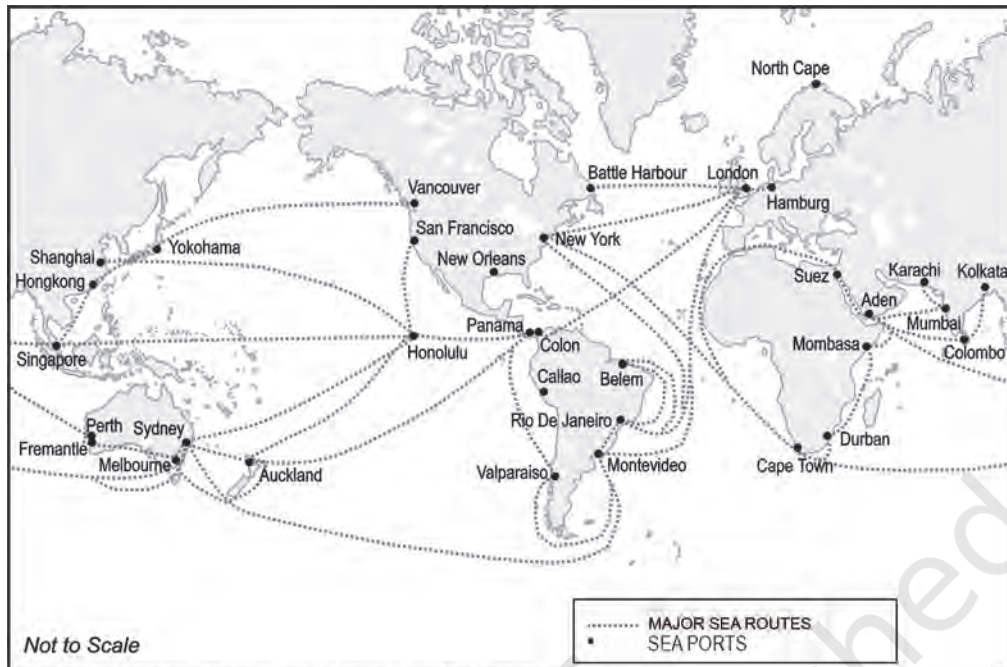 North Cape
Battle Harbour
London
Hamburg
Vancouver
San Francisco
New York
Yokohama
Shanghai
Hongkong
New Orleans
Suez
Karachi
Kolkata
Aden
Mumbai
Panama
Colon
Singapore
Honolulu
Mombasa
Colombo
Callao
Belem
Rio De Janeiro
Perth
Fremantle
Sydney
Durban
Melbourne
Auckland
Valparaiso
Montevideo
Cape Town
Not to Scale
MAJOR SEA ROUTES
SEA PORTS